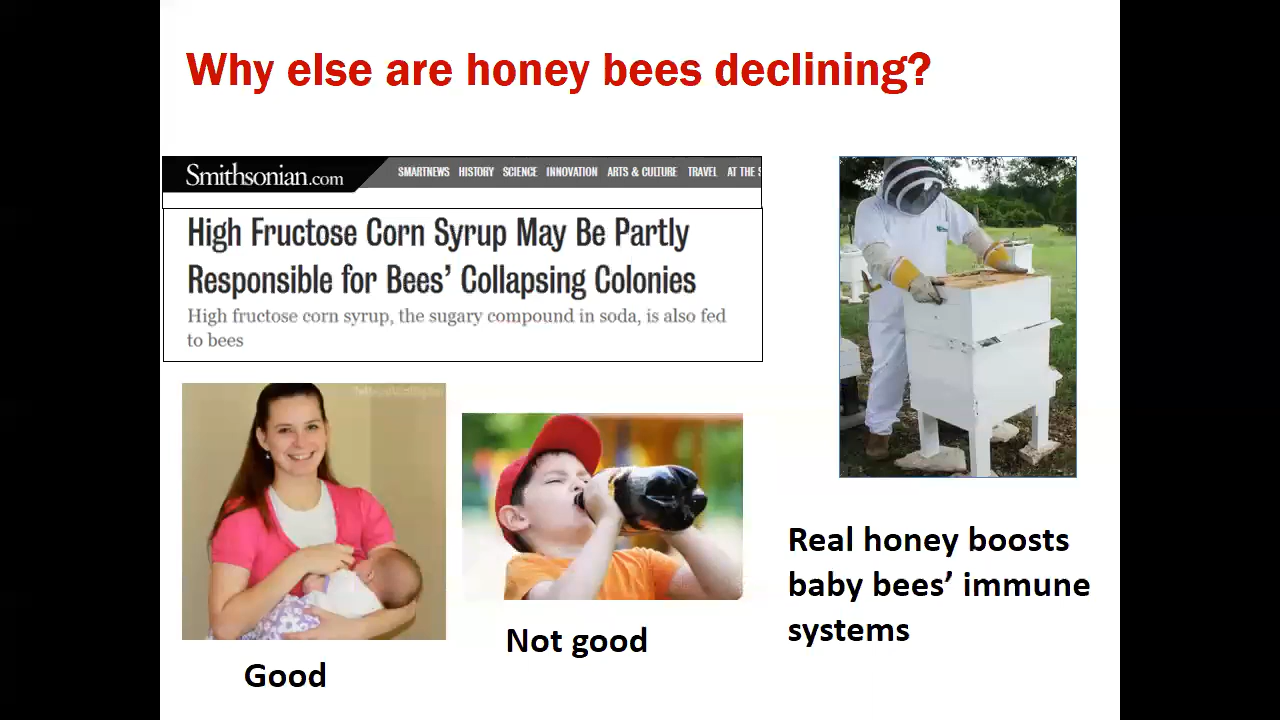 Why else are honey bees declining?
Smithsonian.com
SMARTNEWS HISTORY SCIENCE INNOVATION ARTS & CULTURE TRAVEL AT THE S
High Fructose Corn Syrup May Be Partly
Responsible for Bees’ Collapsing Colonies
High fructose corn syrup, the sugary compound in soda, is also fed
to bees
Real honey boosts
baby bees’ immune
systems
Not good
Good